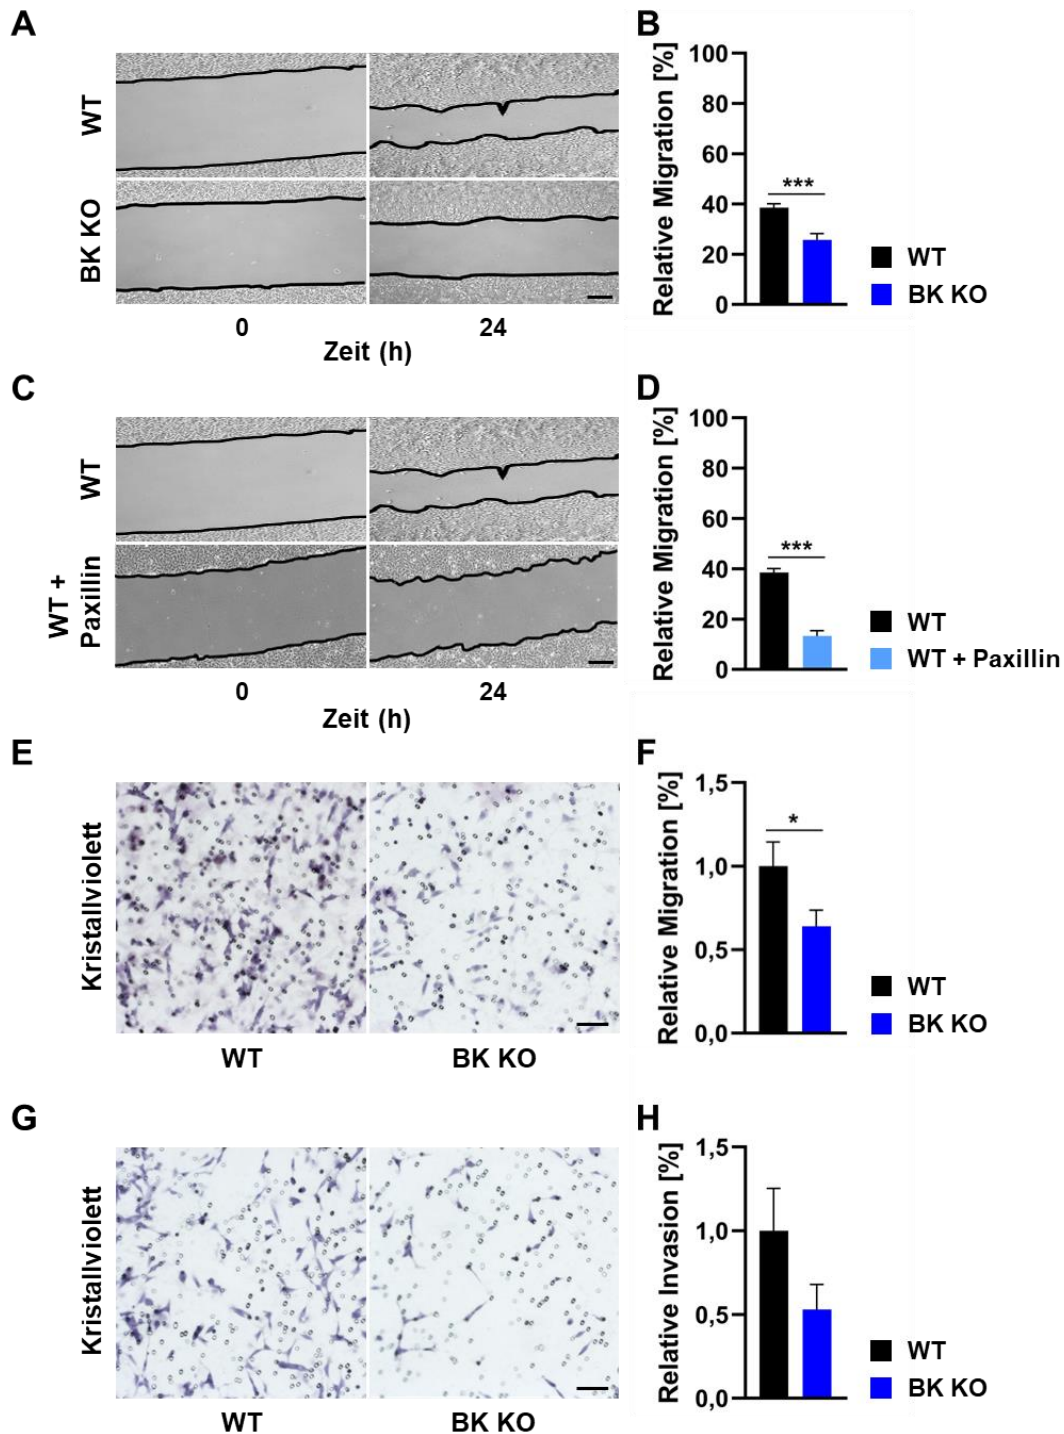 A
WT
BK KO
0
24
Zeit (h)
B
Relative Migration [%]
100
80
60
40
20
0
***
WT
BK KO
C
WT
WT +
Paxillin
0
24
Zeit (h)
D
Relative Migration [%]
100
80
60
40
20
0
***
WT
WT + Paxillin
E
Kristallviolett
WT
BK KO
F
Relative Migration [%]
1,5
1,0
0,5
0,0
*
WT
BK KO
G
Kristallviolett
WT
BK KO
H
Relative Invasion [%]
1,5
1,0
0,5
0,0
WT
BK KO